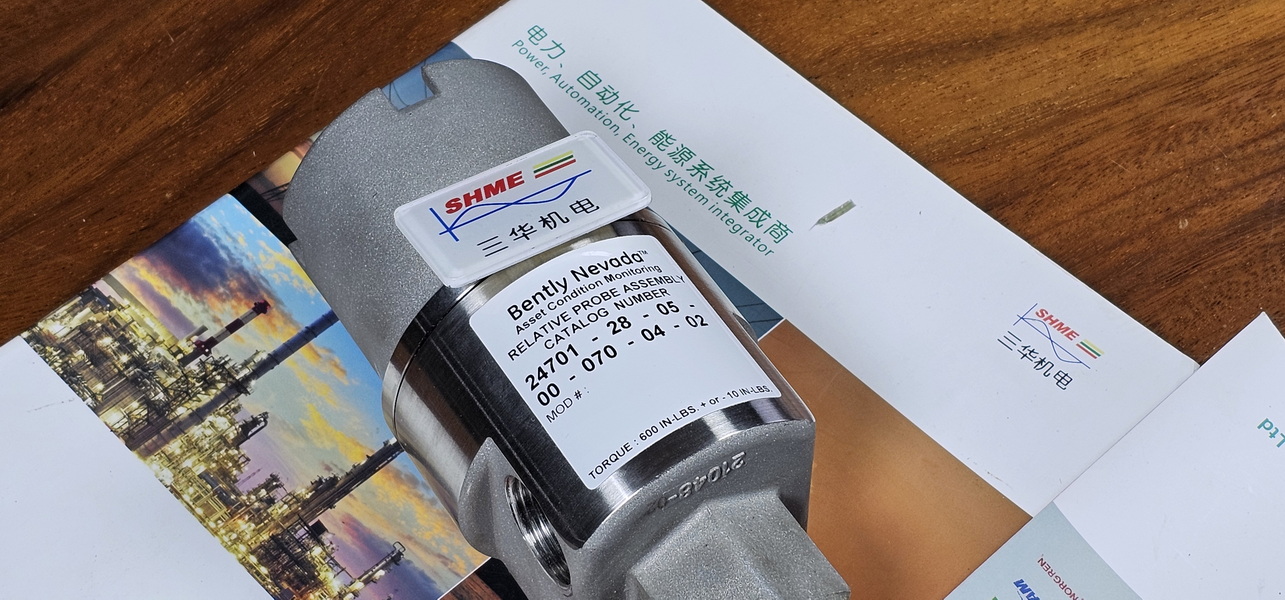 电力、自动化、能源系统集成商
Power, Automation, Energy system integrator
SHME
三华机电
Bently Nevada™
Asset Condition Monitoring
RELATIVE PROBE ASSEMBLY
CATALOG NUMBER
24701 - 28 - 05 -
00 - 070 - 04 - 02
MOD # :
TORQUE : 600 IN-LBS. + or - 10 IN-LBS.
SHME
三华机电
Ltd
NORGREN